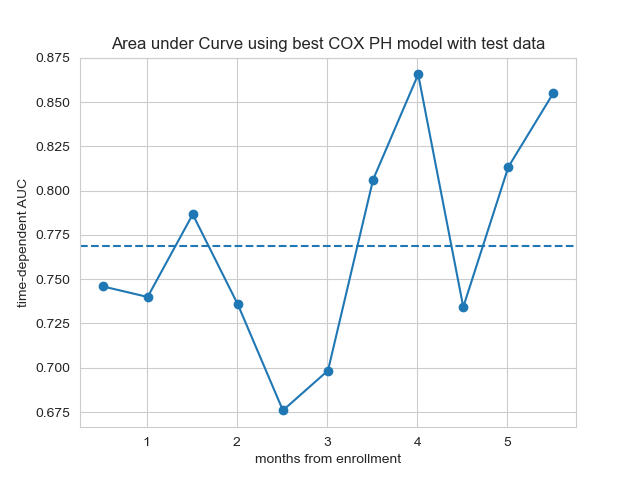 Area under Curve using best COX PH model with test data
time-dependent AUC
0.875
0.850
0.825
0.800
0.775
0.750
0.725
0.700
0.675
1 2 3 4 5
months from enrollment